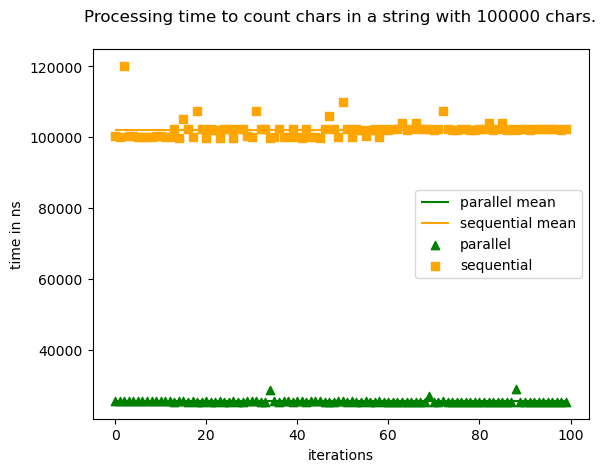 Processing time to count chars in a string with 100000 chars.
120000
100000
80000
60000
40000
time in ns
parallel mean
sequential mean
parallel
sequential
0 20 40 60 80 100
iterations